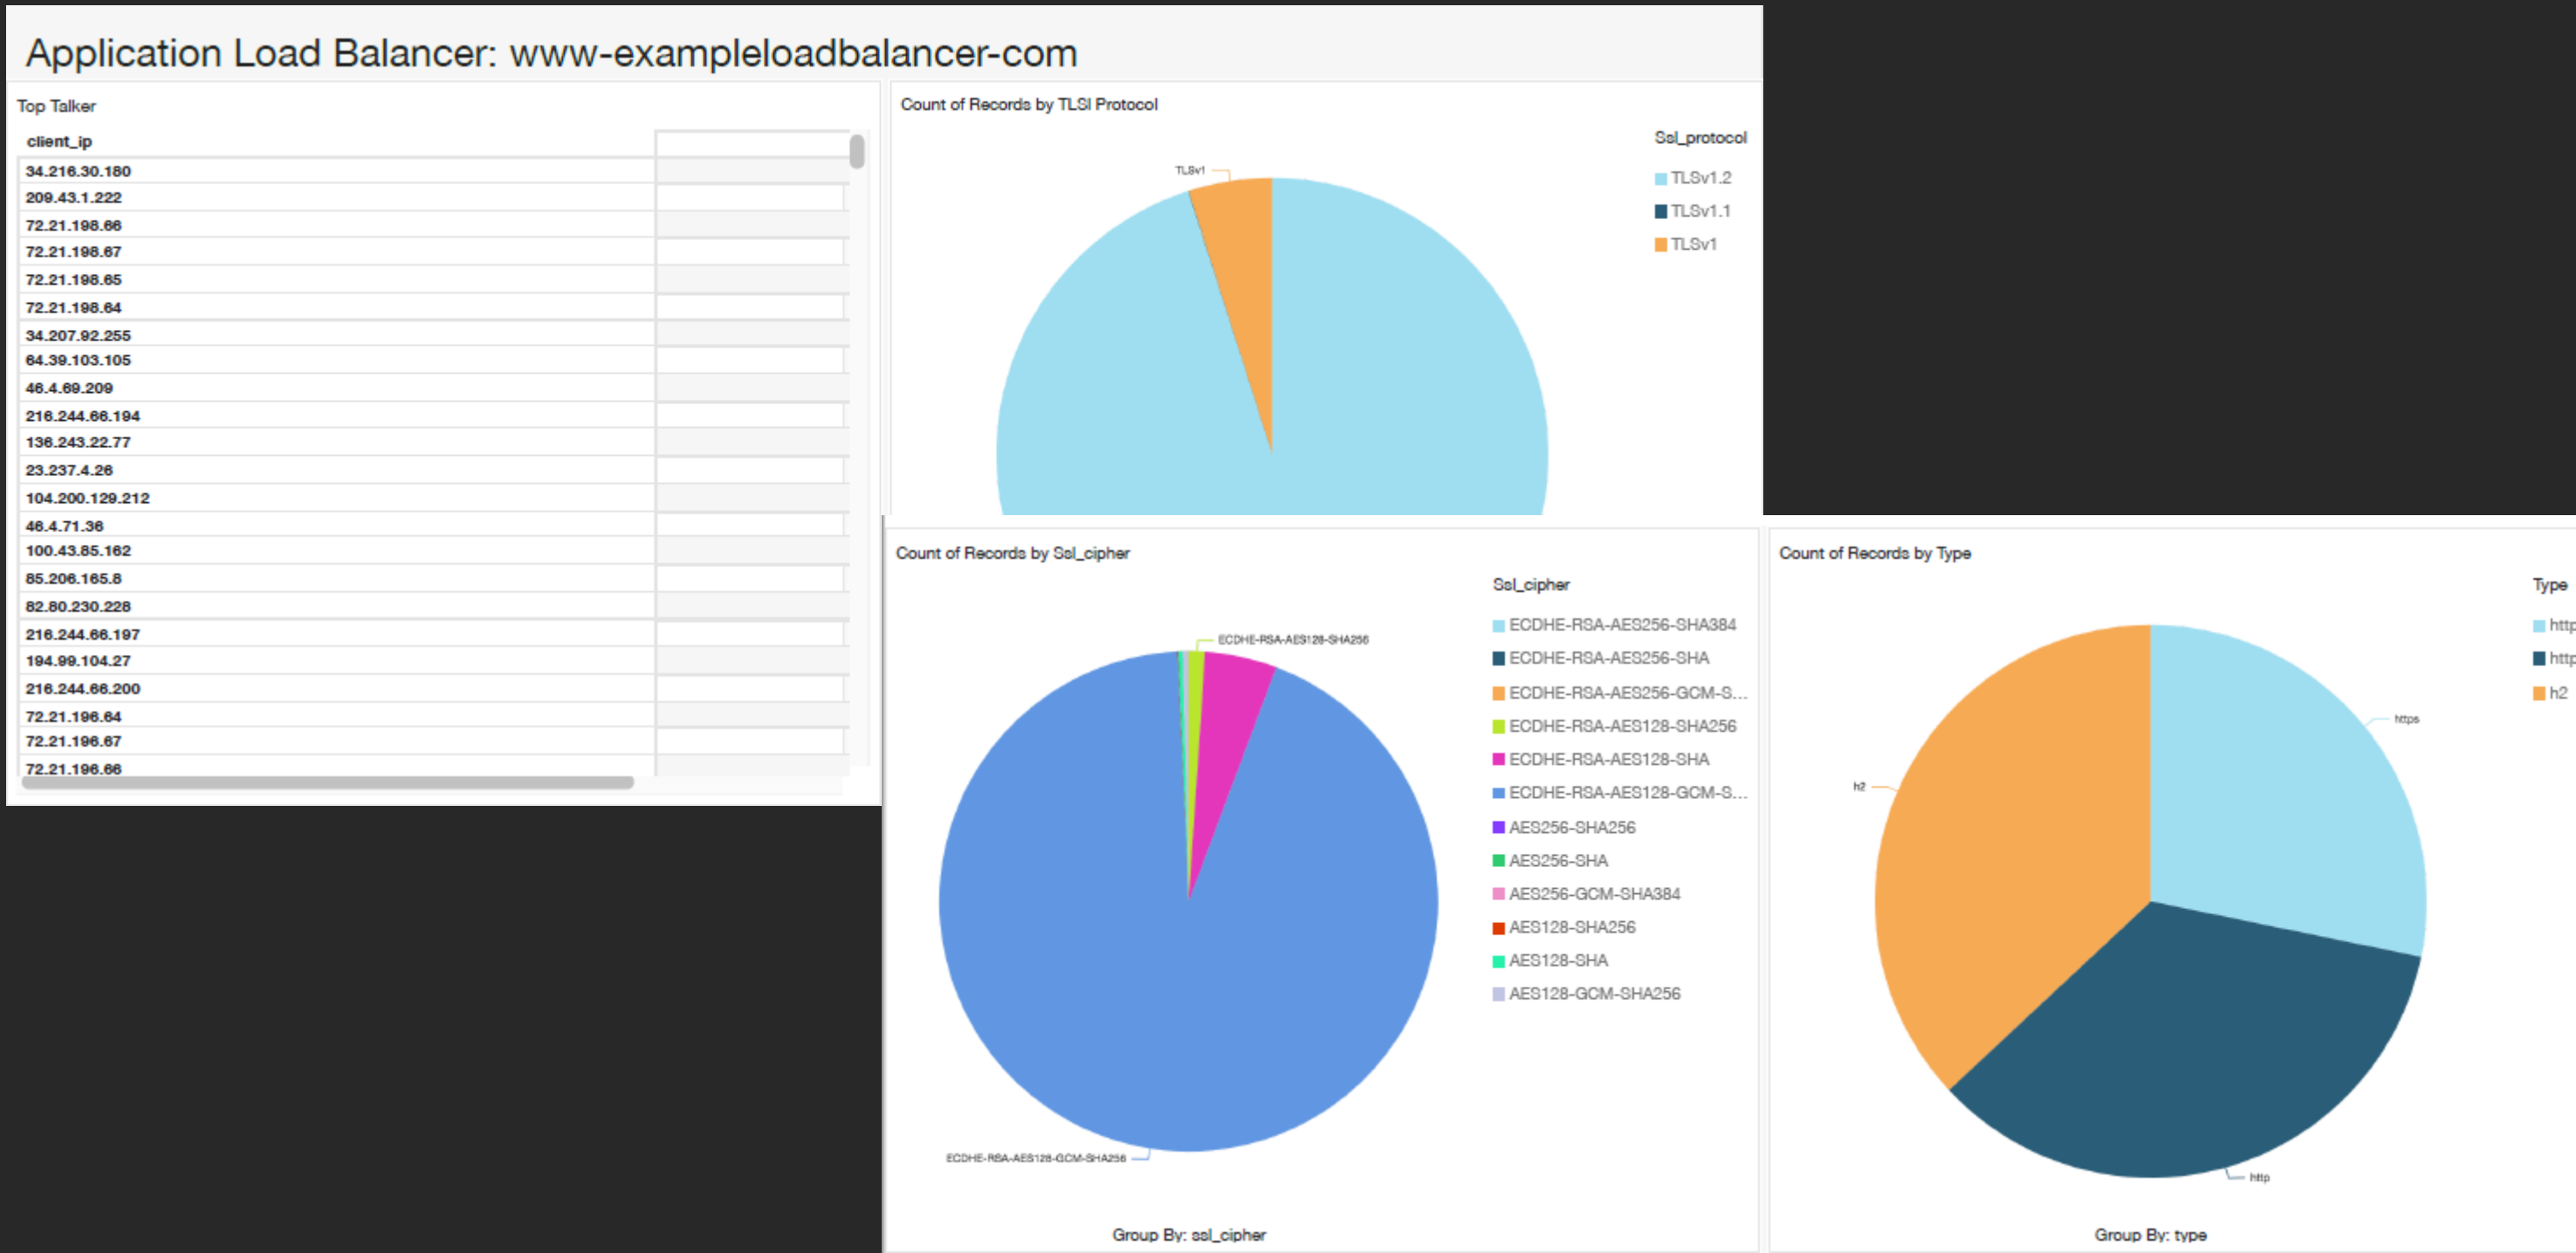 Application Load Balancer: www-exampleloadbalancer-com
Top Talker
client_ip
34.216.30.180
209.43.1.222
72.21.198.66
72.21.198.67
72.21.198.65
72.21.198.64
34.207.92.255
64.39.103.105
46.4.69.209
216.244.66.194
136.243.22.77
23.237.4.26
104.200.129.212
46.4.71.36
100.43.85.162
85.206.165.8
82.80.230.228
216.244.66.197
194.99.104.27
216.244.66.200
72.21.196.64
72.21.196.67
72.21.196.66
Count of Records by TLSI Protocol
Ssl_protocol
TLSv1.2
TLSv1.1
TLSv1
TLSv1
Count of Records by Ssl_cipher
Ssl_cipher
ECDHE-RSA-AES256-SHA384
ECDHE-RSA-AES256-SHA
ECDHE-RSA-AES256-GCM-S...
ECDHE-RSA-AES128-SHA256
ECDHE-RSA-AES128-SHA
ECDHE-RSA-AES128-GCM-S...
AES256-SHA256
AES256-SHA
AES256-GCM-SHA384
AES128-SHA256
AES128-SHA
AES128-GCM-SHA256
ECDHE-RSA-AES128-SHA256
ECDHE-RSA-AES128-GCM-SHA256
Group By: ssl_cipher
Count of Records by Type
Type
http
http
h2
https
h2
http
Group By: type